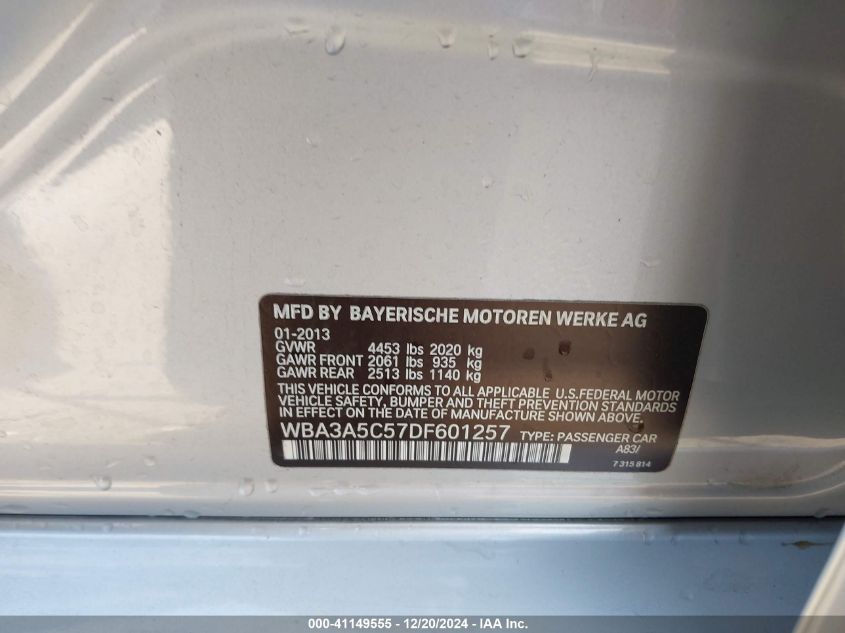 MFD BY BAYERISCHE MOTOREN WERKE AG
01-2013
GVWR 4453 lbs 2020 kg
GAWR FRONT 2061 lbs 935 kg
GAWR REAR 2513 lbs 1140 kg
THIS VEHICLE CONFORMS TO ALL APPLICABLE U.S.FEDERAL MOTOR
VEHICLE SAFETY, BUMPER AND THEFT PREVENTION STANDARDS
IN EFFECT ON THE DATE OF MANUFACTURE SHOWN ABOVE.
WBA3A5C57DF601257 TYPE: PASSENGER CAR
A83/
7 315 814
000-41149555 - 12/20/2024 - IAA Inc.